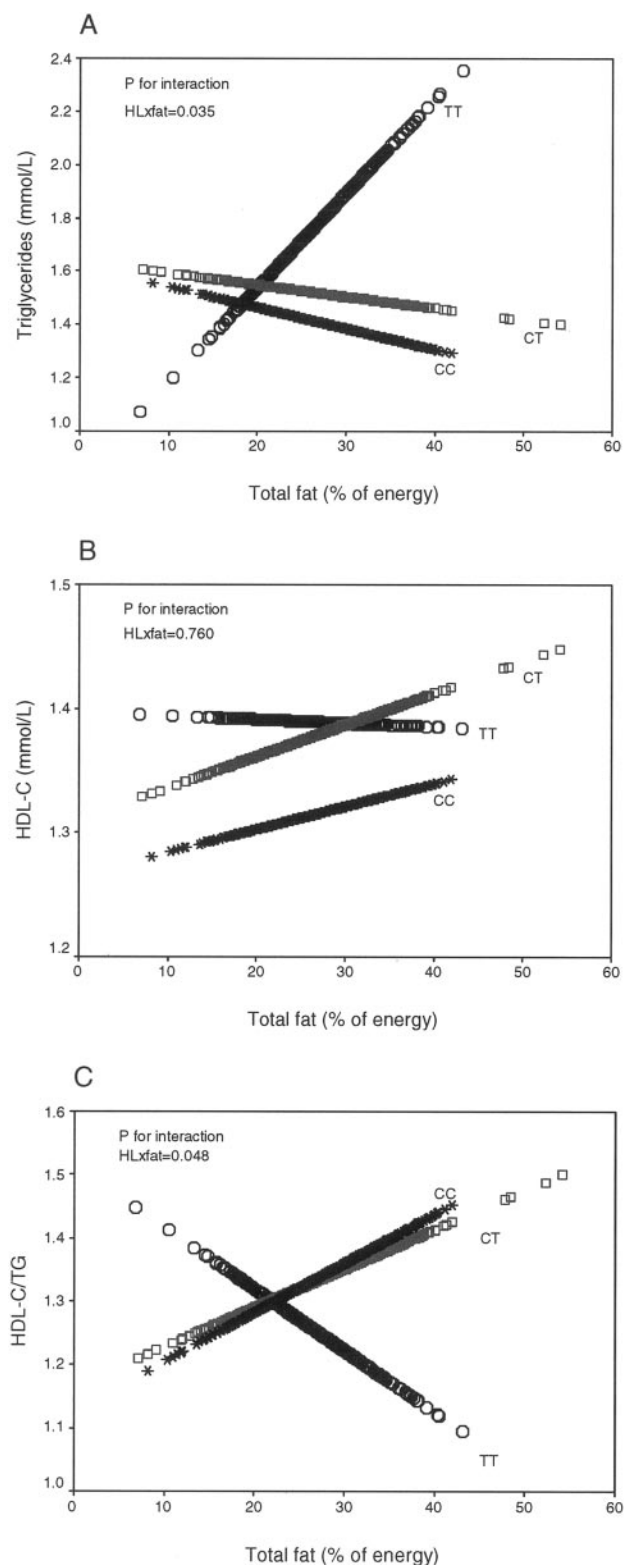 A
P for interaction
HLxfat=0.035
2.4
2.2
2.0
1.8
1.6
1.4
1.2
1.0
Triglycerides (mmol/L)
TT
CT
CC
0 10 20 30 40 50 60
Total fat (% of energy)
B
P for interaction
HLxfat=0.760
1.5
1.4
1.3
1.2
HDL-C (mmol/L)
CT
TT
CC
0 10 20 30 40 50 60
Total fat (% of energy)
C
P for interaction
HLxfat=0.048
1.6
1.5
1.4
1.3
1.2
1.1
1.0
HDL-C/TG
CC
CT
TT
0 10 20 30 40 50 60
Total fat (% of energy)